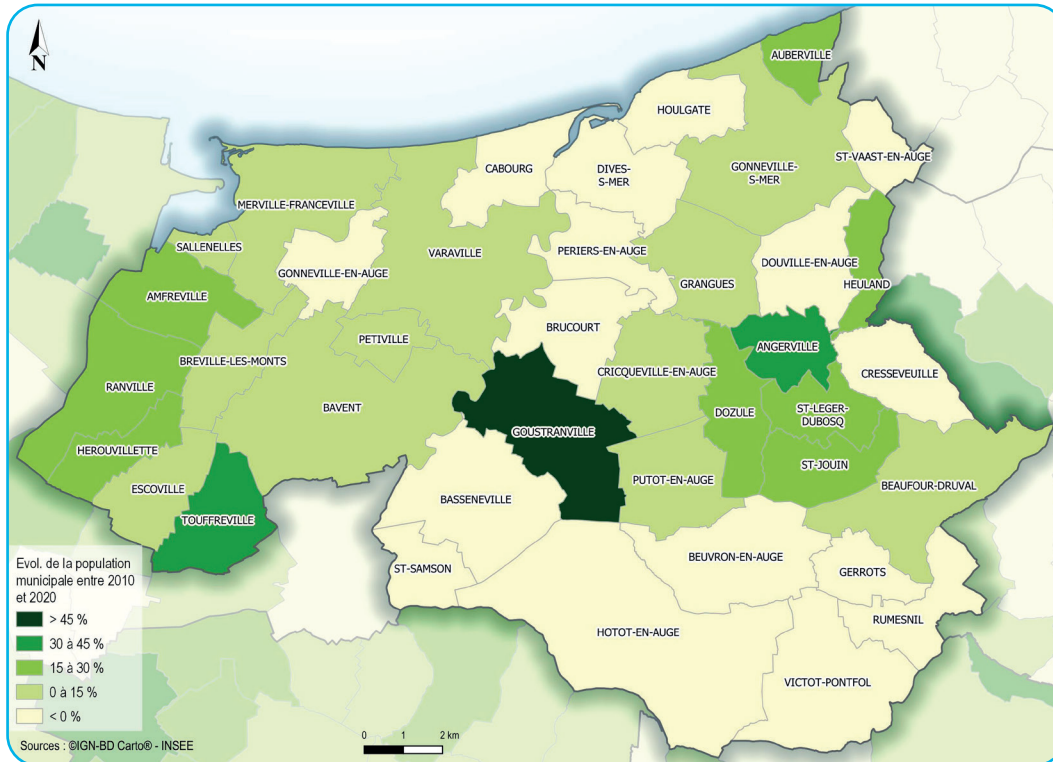 N
AUBERVILLE
HOULGATE
CABOURG
DIVES-
S-MER
GONNEVILLE-
S-MER
ST-VAAST-EN-AUGE
MERVILLE-FRANCEVILLE
SALLENELLES
VARAVILLE
PERIERS-EN-AUGE
DOUVILLE-EN-AUGE
GONNEVILLE-EN-AUGE
GRANGUES
HEULAND
AMFREVILLE
BRUCOURT
PETIVILLE
ANGERVILLE
BREVILLE-LES-MONTS
CRICQUEVILLE-EN-AUGE
CRESSEVEUILLE
RANVILLE
BAVENT
DOZULE
ST-LEGER-
DUBOSQ
GOUSTRANVILLE
HEROUVILLETTE
ST-JOUIN
ESCOVILLE
PUTOT-EN-AUGE
BEAUFOUR-DRUVAL
BASSENEVILLE
TOUFFREVILLE
BEUVRON-EN-AUGE
ST-SAMSON
GERROTS
RUMESNIL
HOTOT-EN-AUGE
VICTOT-PONTFOL
Evol. de la population
municipale entre 2010
et 2020
> 45 %
30 à 45 %
15 à 30 %
0 à 15 %
< 0 %
Sources : ©IGN-BD Carto® - INSEE
0 1 2 km